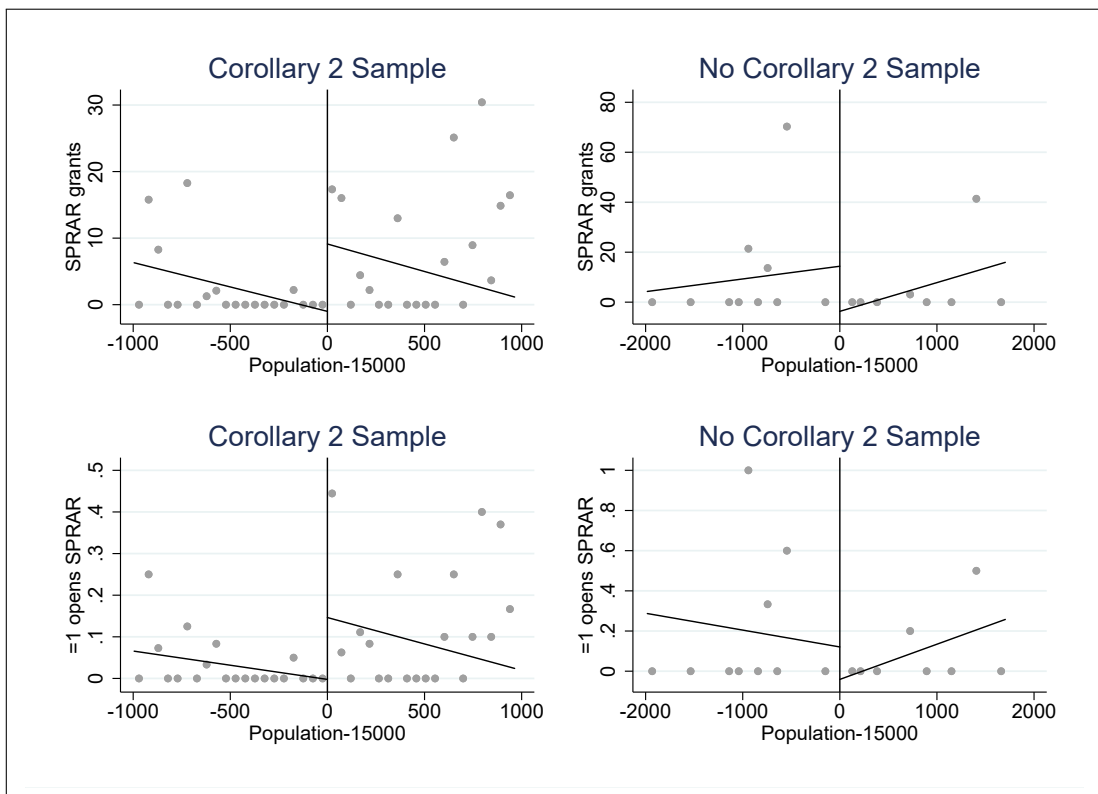 Corollary 2 Sample
SPRAR grants
30
20
10
0
-1000 -500 0 500 1000
Population-15000
No Corollary 2 Sample
SPRAR grants
80
60
40
20
0
-2000 -1000 0 1000 2000
Population-15000
Corollary 2 Sample
=1 opens SPRAR
.5
.4
.3
.2
.1
0
-1000 -500 0 500 1000
Population-15000
No Corollary 2 Sample
=1 opens SPRAR
1
.8
.6
.4
.2
0
-2000 -1000 0 1000 2000
Population-15000